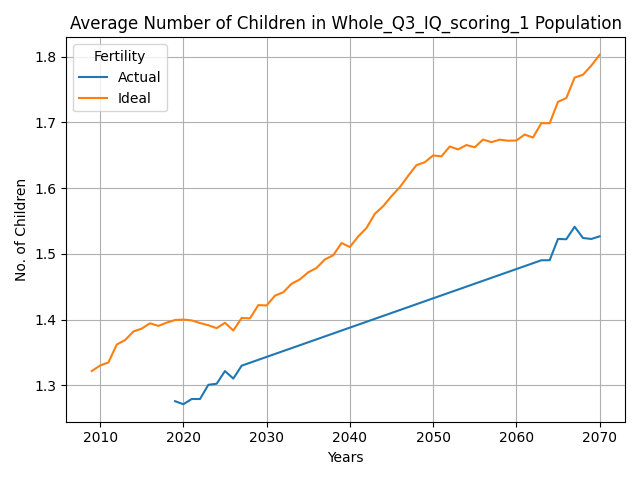 Average Number of Children in Whole_Q3_IQ_scoring_1 Population
Fertility
Actual
Ideal
No. of Children
1.8
1.7
1.6
1.5
1.4
1.3
2010 2020 2030 2040 2050 2060 2070
Years